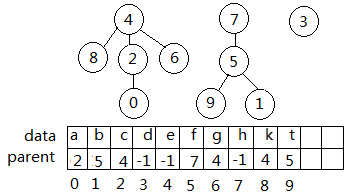 4 7 3
8 2 6 5
0 9 1
data a b c d e f g h k t
parent 2 5 4 -1 -1 7 4 -1 4 5
0 1 2 3 4 5 6 7 8 9